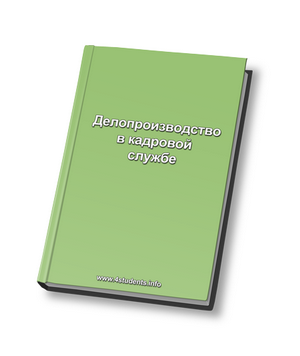 Делопроизводство
в кадровой
службе
www.4students.info